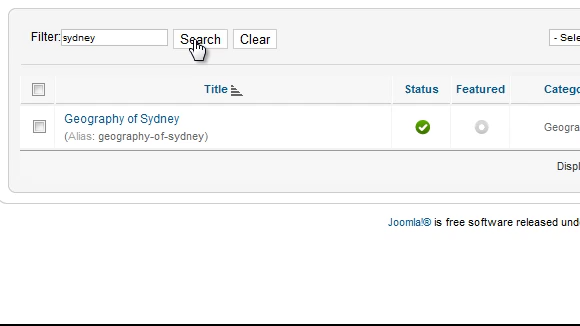 Filter: sydney Search Clear - Sele
Title Status Featured Catego
Geography of Sydney
(Alias: geography-of-sydney) Geogra
Displ
Joomla!® is free software released und